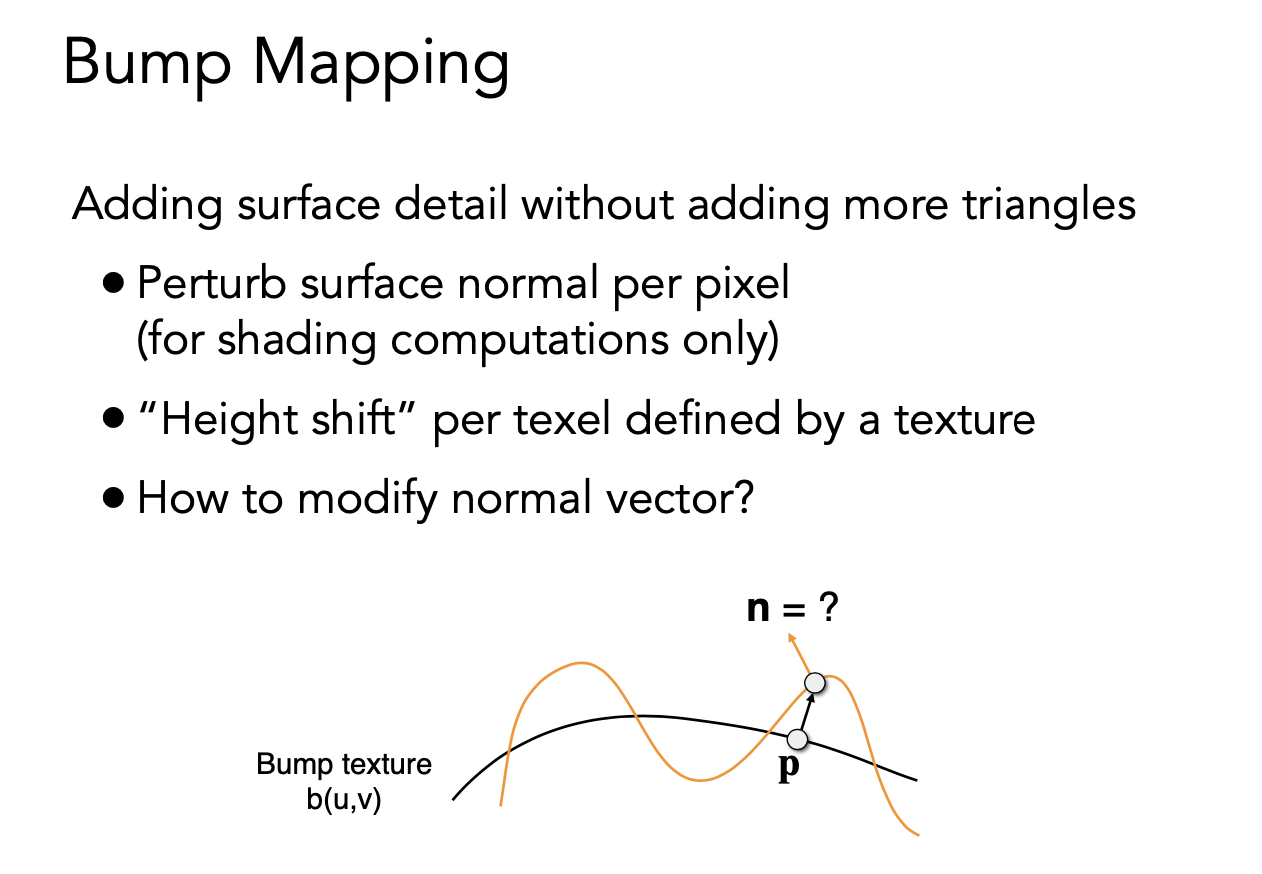 Bump Mapping
Adding surface detail without adding more triangles
• Perturb surface normal per pixel
(for shading computations only)
• “Height shift” per texel defined by a texture
• How to modify normal vector?
n = ?
p
Bump texture
b(u,v)